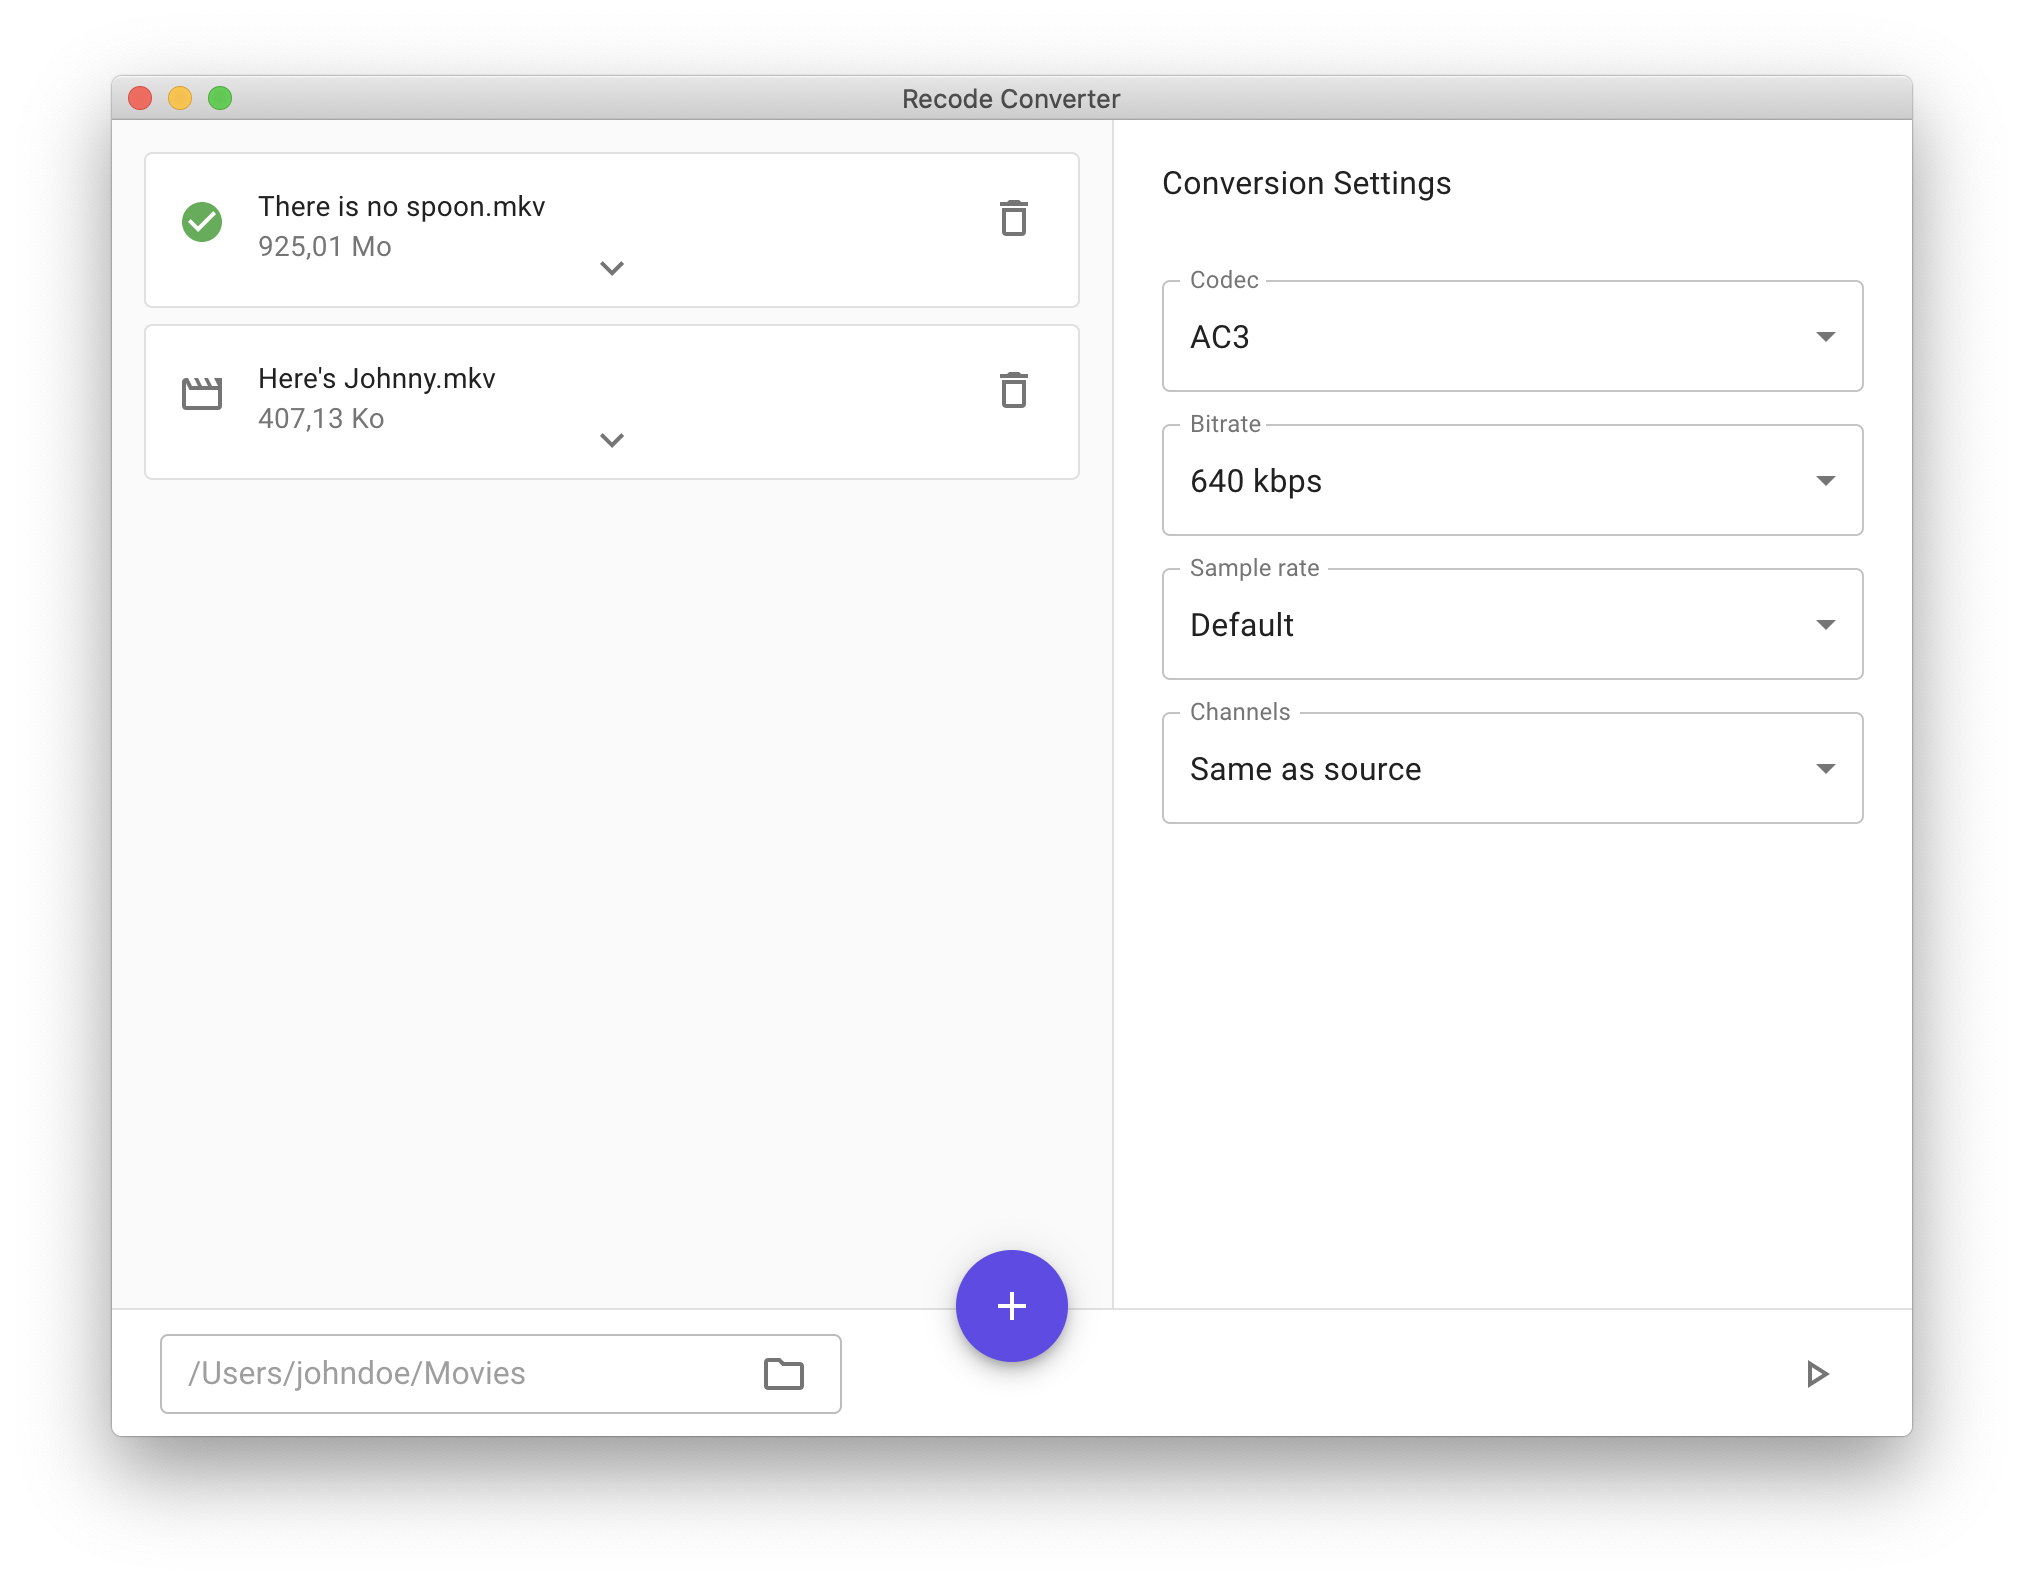 Recode Converter
There is no spoon.mkv
925,01 Mo
Here's Johnny.mkv
407,13 Ko
Conversion Settings
Codec
AC3
Bitrate
640 kbps
Sample rate
Default
Channels
Same as source
/Users/johndoe/Movies